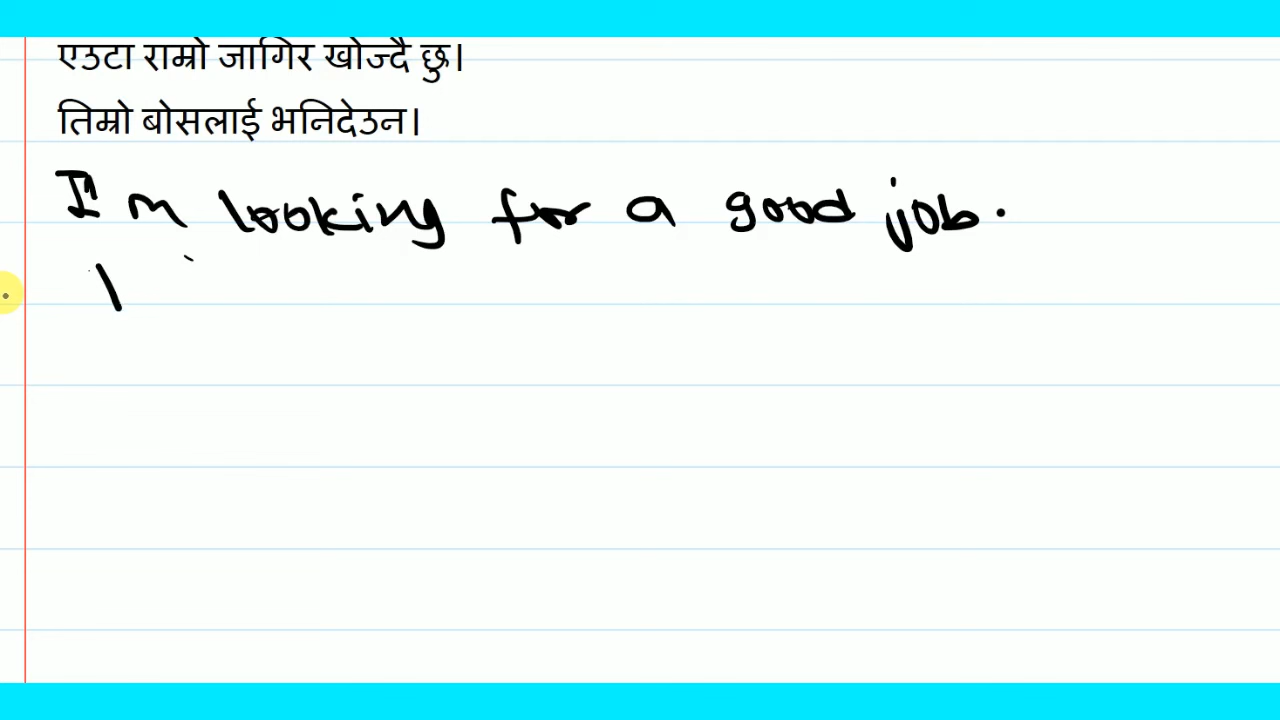 एउटा राम्रो जागिर खोज्दै छु।
तिम्रो बोसलाई भनिदेउन।
I'm looking for a good job.